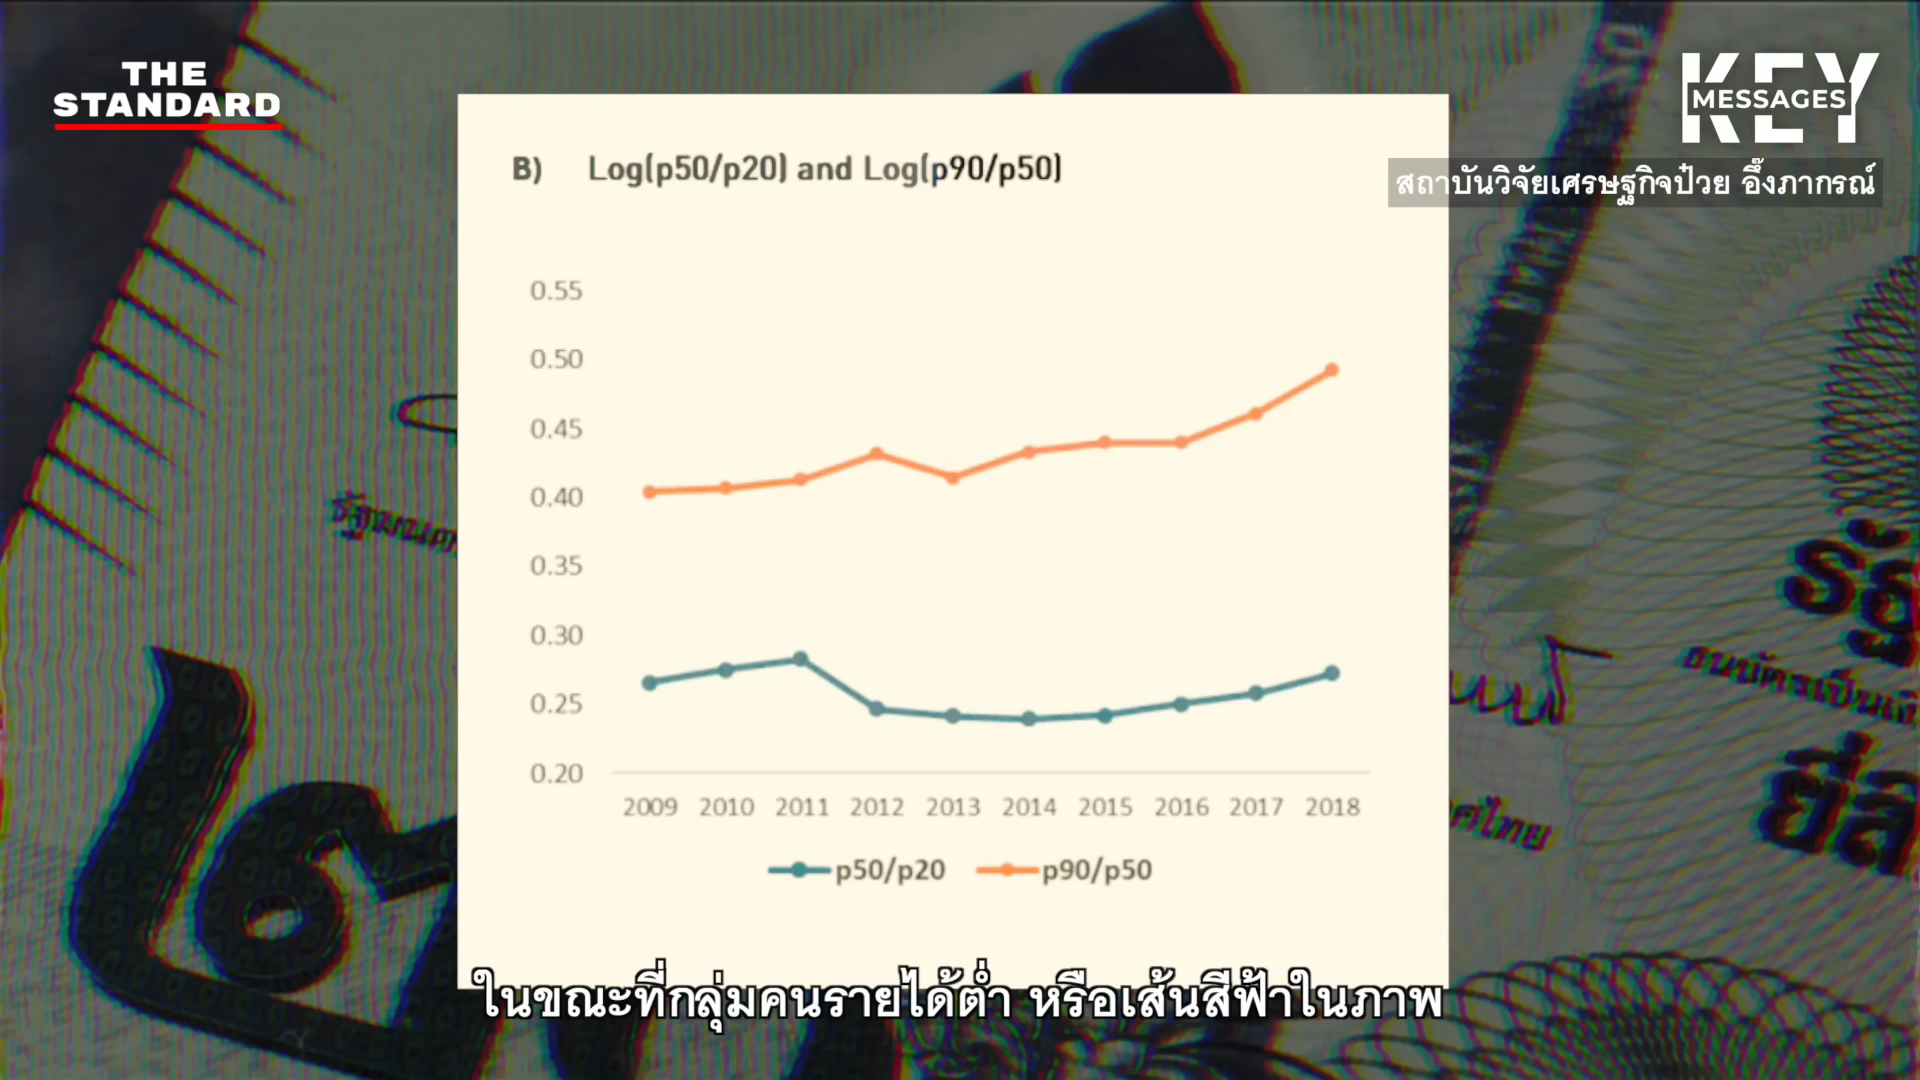 THE
STANDARD
KEY
MESSAGES
สถาบันวิจัยเศรษฐกิจป๋วย อึ๊งภากรณ์
B) Log(p50/p20) and Log(p90/p50)
0.55
0.50
0.45
0.40
0.35
0.30
0.25
0.20
2009 2010 2011 2012 2013 2014 2015 2016 2017 2018
p50/p20 p90/p50
ในขณะที่กลุ่มคนรายได้ต่ำ หรือเส้นสีฟ้าในภาพ